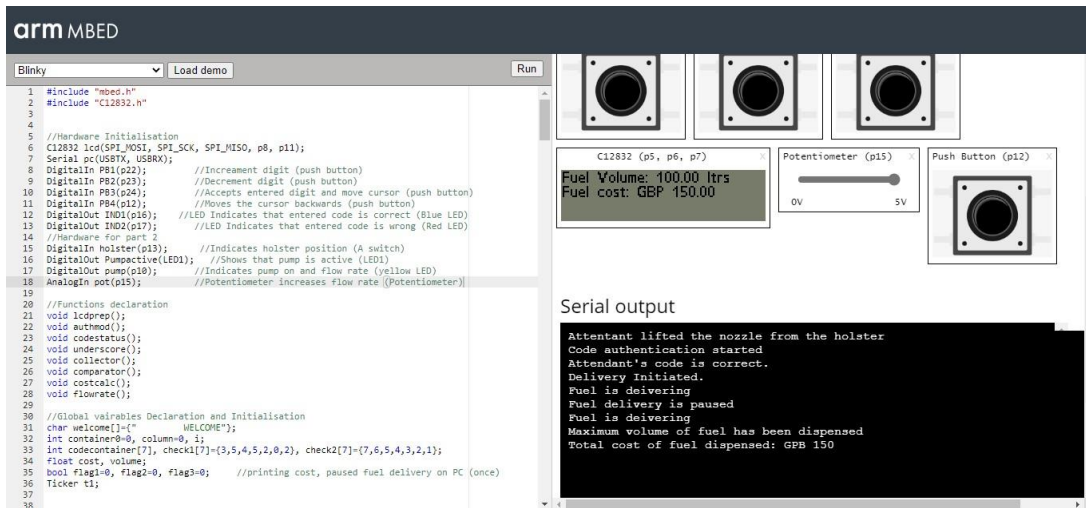 arm MBED
Blinky
Load demo
Run
1 #include "mbed.h"
2 #include "C12832.h"
3
4
5 //Hardware Initialisation
6 C12832 lcd(SPI_MOSI, SPI_SCK, SPI_MISO, p8, p11);
7 Serial pc(USBTX, USBRX);
8 DigitalIn PB1(p22); //Increament digit (push button)
9 DigitalIn PB2(p23); //Decrement digit (push button)
10 DigitalIn PB3(p24); //Accepts entered digit and move cursor (push button)
11 DigitalIn PB4(p12); //Moves the cursor backwards (push button)
12 DigitalOut IND1(p16); //LED Indicates that entered code is correct (Blue LED)
13 DigitalOut IND2(p17); //LED Indicates that entered code is wrong (Red LED)
14 //Hardware for part 2
15 DigitalIn holster(p13); //Indicates holster position (A switch)
16 DigitalOut Pumpactive(LED1); //Shows that pump is active (LED1)
17 DigitalOut pump(p10); //Indicates pump on and flow rate (yellow LED)
18 AnalogIn pot(p15); //Potentiometer increases flow rate (Potentiometer)
19
20 //Functions declaration
21 void lcdprep();
22 void authmod();
23 void codestatus();
24 void underscore();
25 void collector();
26 void comparator();
27 void costcalc();
28 void flowrate();
29
30 //Global vairables Declaration and Initialisation
31 char welcome[]={" WELCOME"};
32 int container0=0, column=0, i;
33 int codecontainer[7], check1[7]={3,5,4,5,2,0,2}, check2[7]={7,6,5,4,3,2,1};
34 float cost, volume;
35 bool flag1=0, flag2=0, flag3=0; //printing cost, paused fuel delivery on PC (once)
36 Ticker t1;
37
38
C12832 (p5, p6, p7) x
Fuel Volume: 100.00 ltrs
Fuel cost: GBP 150.00
Potentiometer (p15) x
0V 5V
Push Button (p12) x
Serial output
Attentant lifted the nozzle from the holster
Code authentication started
Attendant's code is correct.
Delivery Initiated.
Fuel is deivering
Fuel delivery is paused
Fuel is deivering
Maximum volume of fuel has been dispensed
Total cost of fuel dispensed: GPB 150